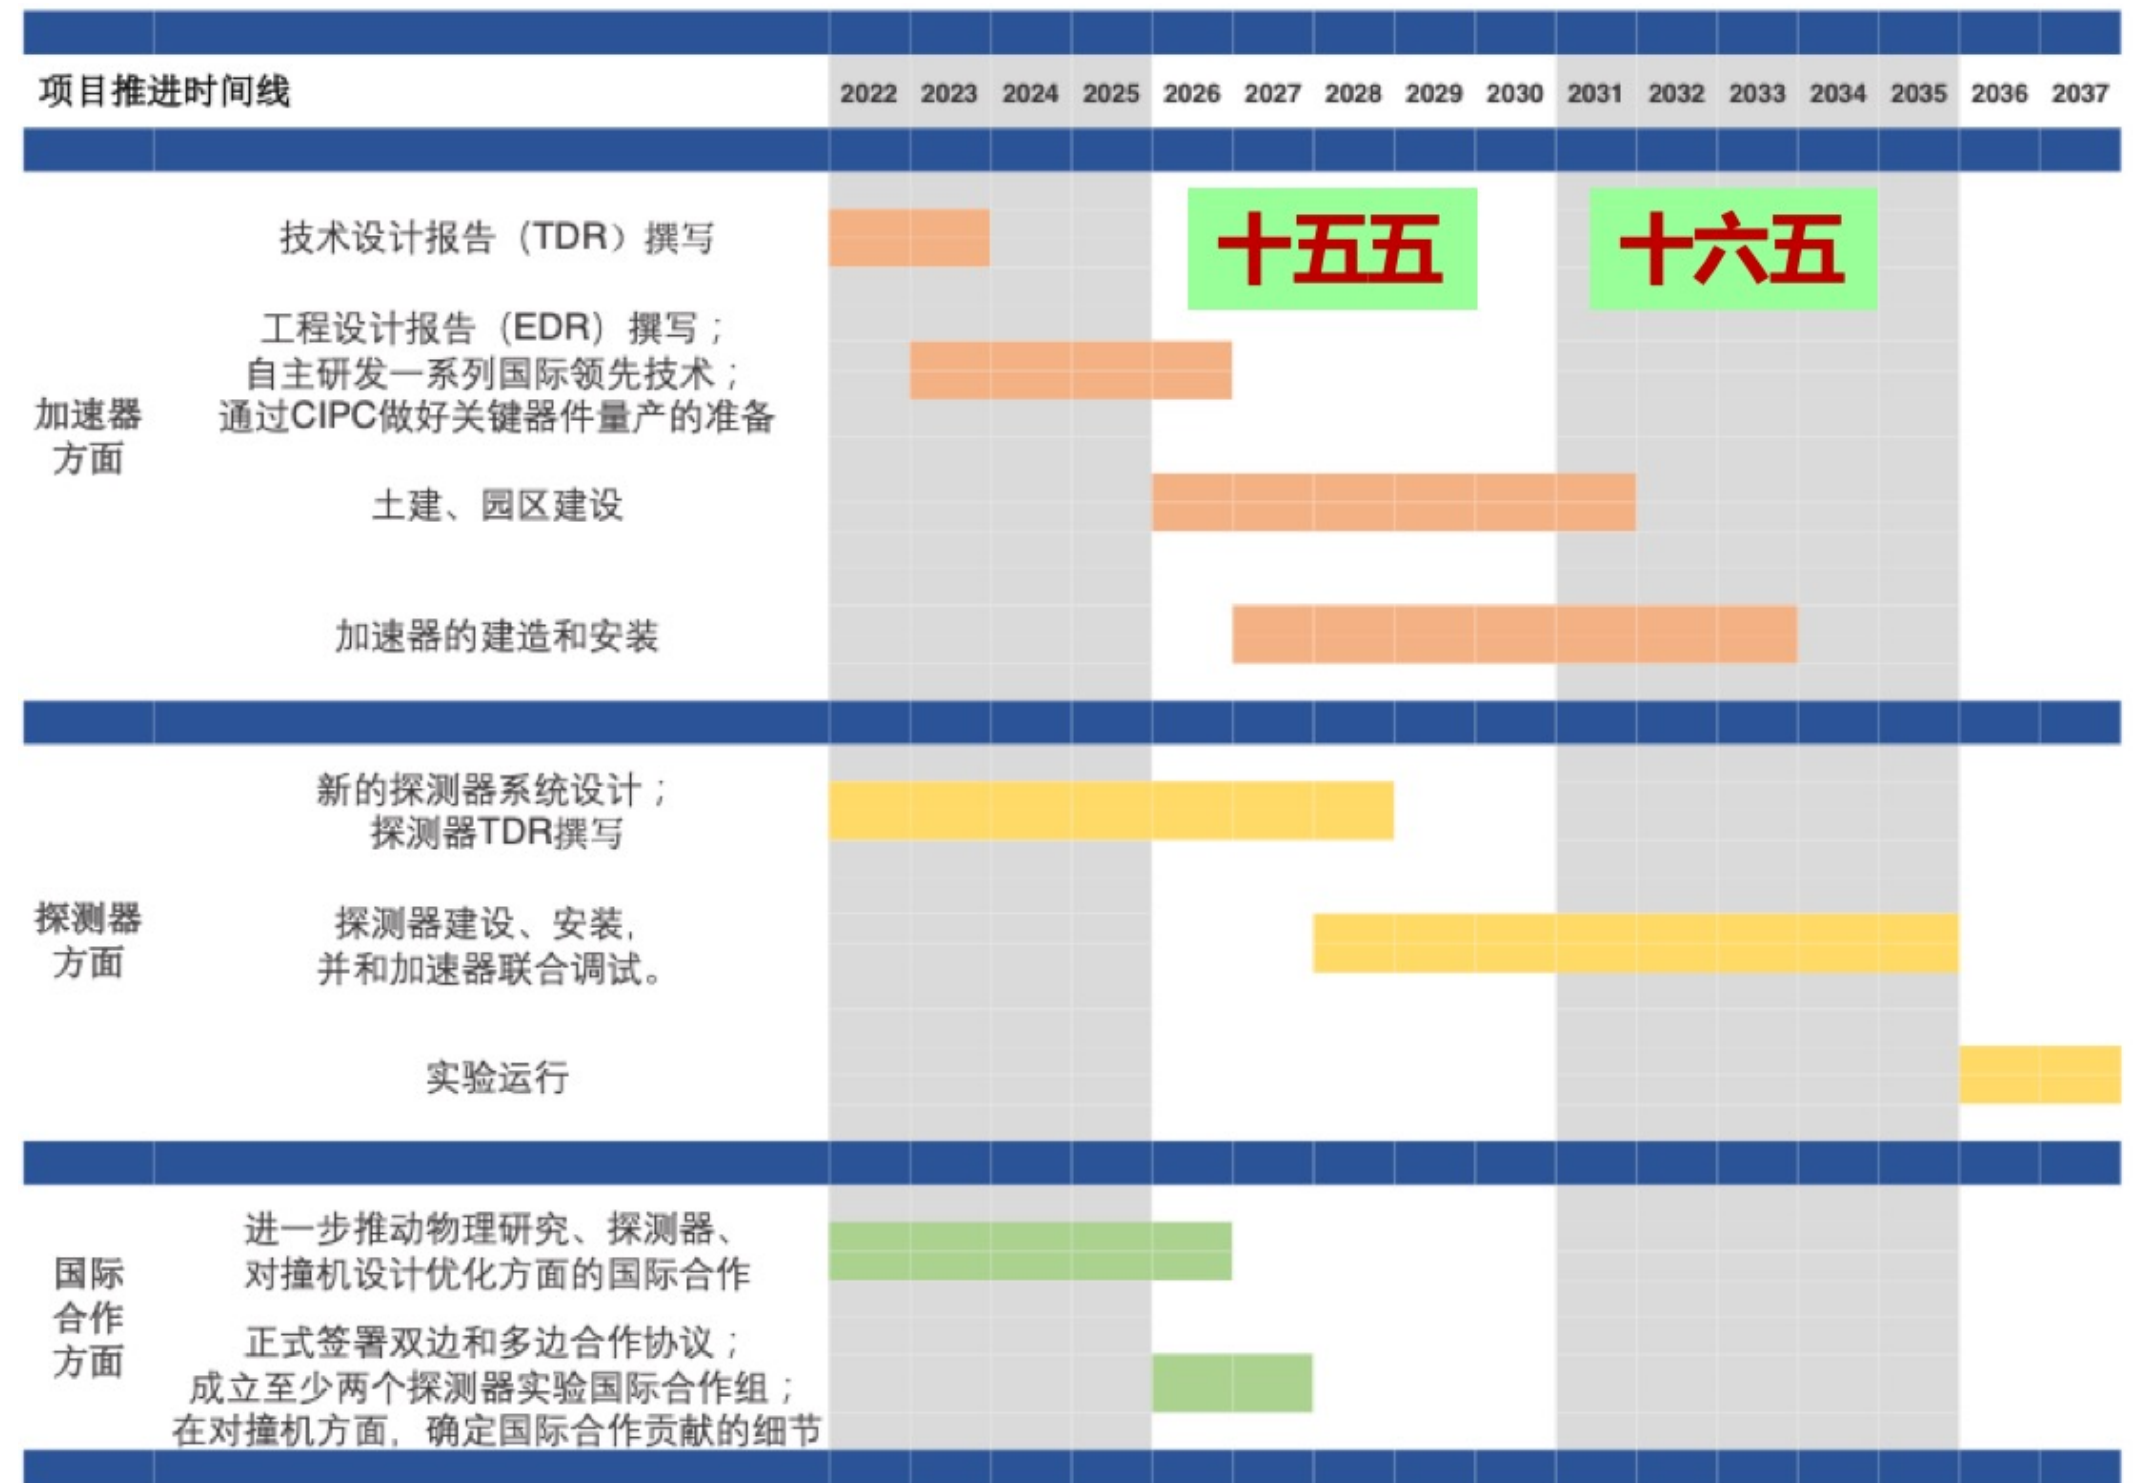 项目推进时间线 2022 2023 2024 2025 2026 2027 2028 2029 2030 2031 2032 2033 2034 2035 2036 2037
十五五 十六五
加速器
方面
技术设计报告（TDR）撰写
工程设计报告（EDR）撰写；
自主研发一系列国际领先技术；
通过CIPC做好关键器件量产的准备
土建、园区建设
加速器的建造和安装
探测器
方面
新的探测器系统设计；
探测器TDR撰写
探测器建设、安装，
并和加速器联合调试。
实验运行
国际
合作
方面
进一步推动物理研究、探测器、
对撞机设计优化方面的国际合作
正式签署双边和多边合作协议；
成立至少两个探测器实验国际合作组；
在对撞机方面，确定国际合作贡献的细节